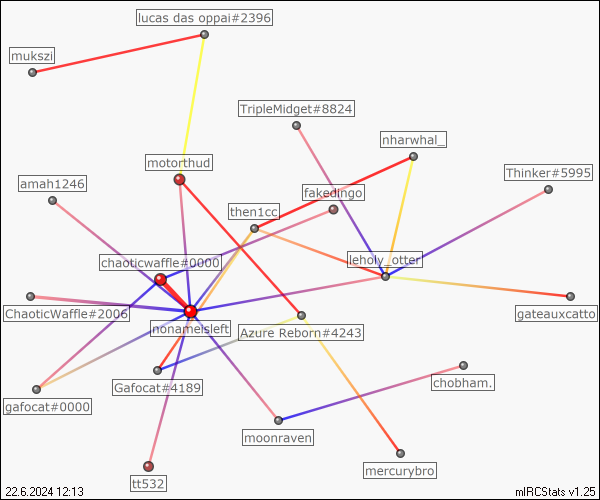 lucas das oppai#2396
mukszi
TripleMidget#8824
nharwhal_
motorthud
Thinker#5995
amah1246
fakedingo
then1cc
chaoticwaffle#0000
leholy_otter
ChaoticWaffle#2006
gateauxcatto
nonameisleft
Azure Reborn#4243
Gafocat#4189
chobham.
gafocat#0000
moonraven
mercurybro
tt532
22.6.2024 12:13
mIRCStats v1.25